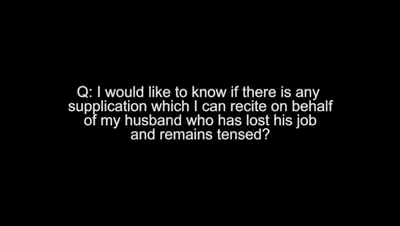 Q: I would like to know if there is any
supplication which I can recite on behalf
of my husband who has lost his job
and remains tensed?